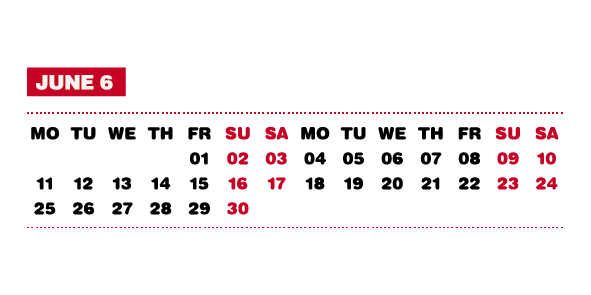 JUNE 6
MO TU WE TH FR SU SA MO TU WE TH FR SU SA
01 02 03 04 05 06 07 08 09 10
11 12 13 14 15 16 17 18 19 20 21 22 23 24
25 26 27 28 29 30